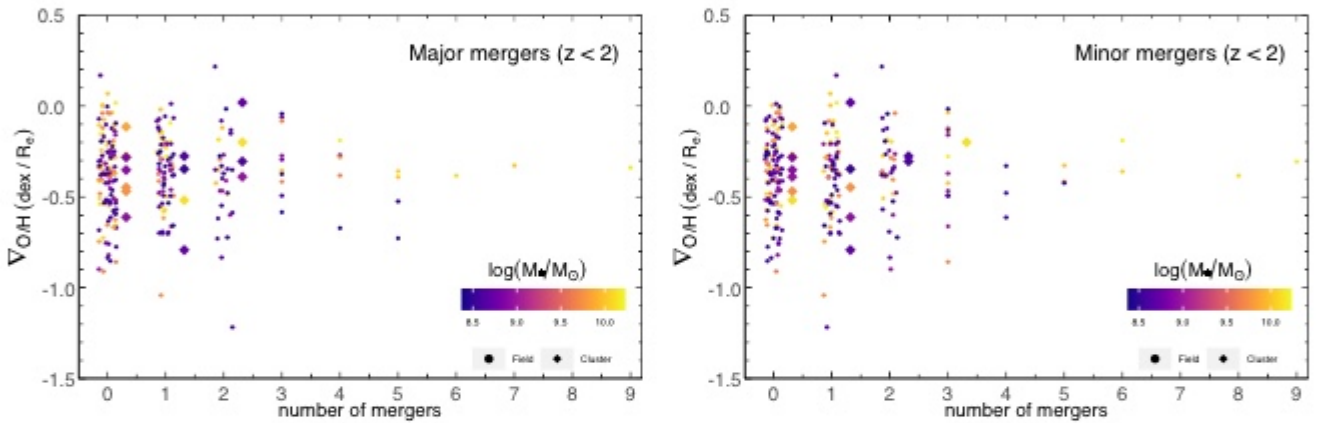 0.5
0.0
-0.5
-1.0
-1.5
∇O/H (dex / Re)
Major mergers (z < 2)
log(M★/M⊙)
8.5 9.0 9.5 10.0
Field Cluster
0 1 2 3 4 5 6 7 8 9
number of mergers
0.5
0.0
-0.5
-1.0
-1.5
∇O/H (dex / Re)
Minor mergers (z < 2)
log(M★/M⊙)
8.5 9.0 9.5 10.0
Field Cluster
0 1 2 3 4 5 6 7 8 9
number of mergers